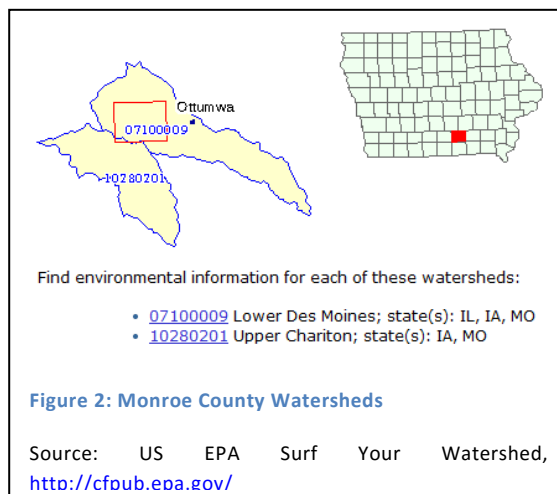 Ottumwa
07100009
10280201
Find environmental information for each of these watersheds:
• 07100009 Lower Des Moines; state(s): IL, IA, MO
• 10280201 Upper Chariton; state(s): IA, MO
Figure 2: Monroe County Watersheds
Source: US EPA Surf Your Watershed,
http://cfpub.epa.gov/